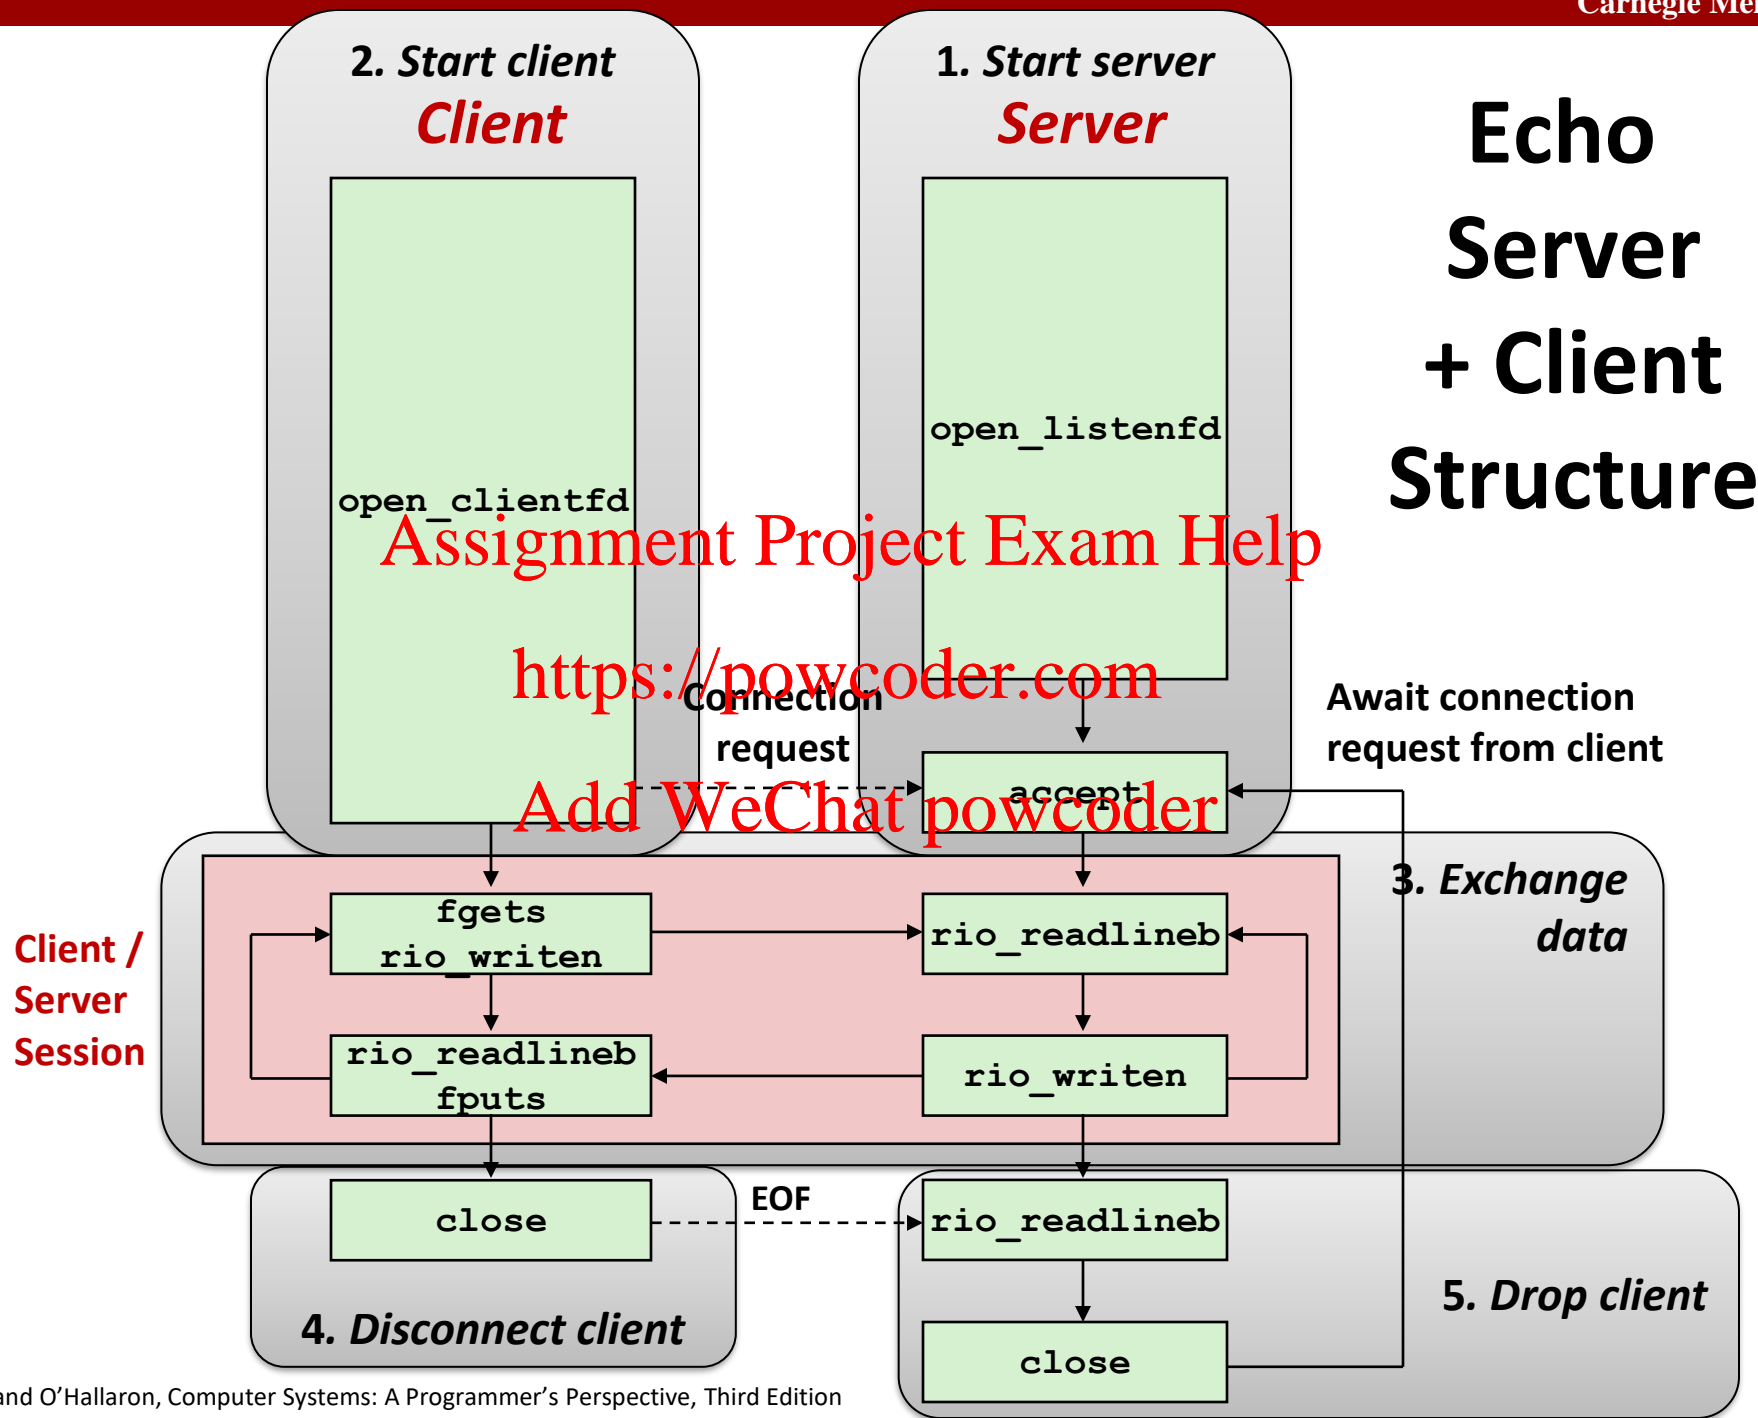 Carnegie Mel
2. Start client
Client
1. Start server
Server
Echo
Server
+ Client
Structure
open_listenfd
open_clientfd
Assignment Project Exam Help
https://powcoder.com
Connection
request
Await connection
request from client
accept
Add WeChat powcoder
3. Exchange
data
Client /
Server
Session
fgets
rio_writen
rio_readlineb
rio_readlineb
fputs
rio_writen
close
EOF
rio_readlineb
4. Disconnect client
5. Drop client
close
and O'Hallaron, Computer Systems: A Programmer's Perspective, Third Edition